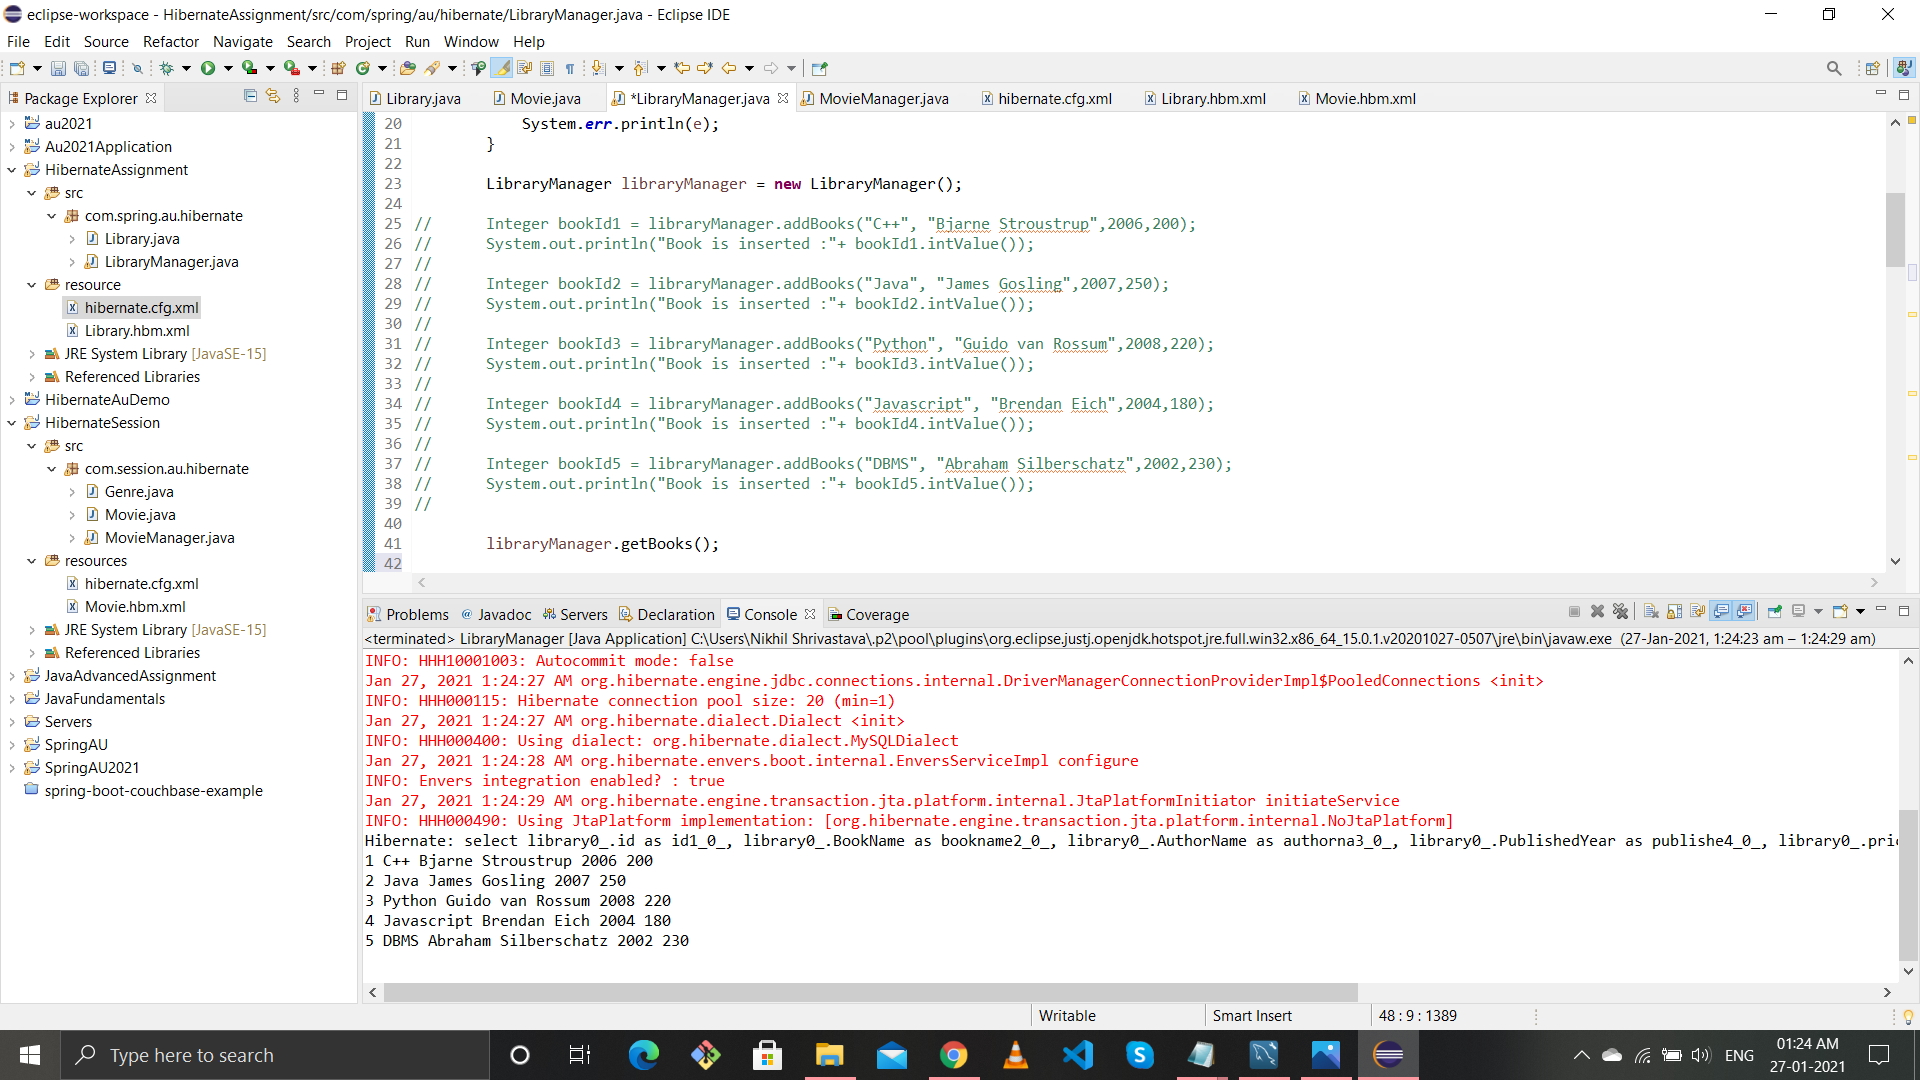 eclipse-workspace - HibernateAssignment/src/com/spring/au/hibernate/LibraryManager.java - Eclipse IDE
File Edit Source Refactor Navigate Search Project Run Window Help
Package Explorer
Library.java Movie.java *LibraryManager.java MovieManager.java hibernate.cfg.xml Library.hbm.xml Movie.hbm.xml
au2021
Au2021Application
HibernateAssignment
src
com.spring.au.hibernate
Library.java
LibraryManager.java
resource
hibernate.cfg.xml
Library.hbm.xml
JRE System Library [JavaSE-15]
Referenced Libraries
HibernateAuDemo
HibernateSession
src
com.session.au.hibernate
Genre.java
Movie.java
MovieManager.java
resources
hibernate.cfg.xml
Movie.hbm.xml
JRE System Library [JavaSE-15]
Referenced Libraries
JavaAdvancedAssignment
JavaFundamentals
Servers
SpringAU
SpringAU2021
spring-boot-couchbase-example
20 System.err.println(e);
21 }
22
23 LibraryManager libraryManager = new LibraryManager();
24
25 // Integer bookId1 = libraryManager.addBooks("C++", "Bjarne Stroustrup",2006,200);
26 // System.out.println("Book is inserted :"+ bookId1.intValue());
27 //
28 // Integer bookId2 = libraryManager.addBooks("Java", "James Gosling",2007,250);
29 // System.out.println("Book is inserted :"+ bookId2.intValue());
30 //
31 // Integer bookId3 = libraryManager.addBooks("Python", "Guido van Rossum",2008,220);
32 // System.out.println("Book is inserted :"+ bookId3.intValue());
33 //
34 // Integer bookId4 = libraryManager.addBooks("Javascript", "Brendan Eich",2004,180);
35 // System.out.println("Book is inserted :"+ bookId4.intValue());
36 //
37 // Integer bookId5 = libraryManager.addBooks("DBMS", "Abraham Silberschatz",2002,230);
38 // System.out.println("Book is inserted :"+ bookId5.intValue());
39 //
40
41 libraryManager.getBooks();
42
Problems @ Javadoc Servers Declaration Console Coverage
<terminated> LibraryManager [Java Application] C:\Users\Nikhil Shrivastava\.p2\pool\plugins\org.eclipse.justj.openjdk.hotspot.jre.full.win32.x86_64_15.0.1.v20201027-0507\jre\bin\javaw.exe (27-Jan-2021, 1:24:23 am – 1:24:29 am)
INFO: HHH10001003: Autocommit mode: false
Jan 27, 2021 1:24:27 AM org.hibernate.engine.jdbc.connections.internal.DriverManagerConnectionProviderImpl$PooledConnections <init>
INFO: HHH000115: Hibernate connection pool size: 20 (min=1)
Jan 27, 2021 1:24:27 AM org.hibernate.dialect.Dialect <init>
INFO: HHH000400: Using dialect: org.hibernate.dialect.MySQLDialect
Jan 27, 2021 1:24:28 AM org.hibernate.envers.boot.internal.EnversServiceImpl configure
INFO: Envers integration enabled? : true
Jan 27, 2021 1:24:29 AM org.hibernate.engine.transaction.jta.platform.internal.JtaPlatformInitiator initiateService
INFO: HHH000490: Using JtaPlatform implementation: [org.hibernate.engine.transaction.jta.platform.internal.NoJtaPlatform]
Hibernate: select library0_.id as id1_0_, library0_.BookName as bookname2_0_, library0_.AuthorName as authorna3_0_, library0_.PublishedYear as publishe4_0_, library0_.pric
1 C++ Bjarne Stroustrup 2006 200
2 Java James Gosling 2007 250
3 Python Guido van Rossum 2008 220
4 Javascript Brendan Eich 2004 180
5 DBMS Abraham Silberschatz 2002 230
Writable Smart Insert 48 : 9 : 1389
Type here to search
ENG
01:24 AM
27-01-2021